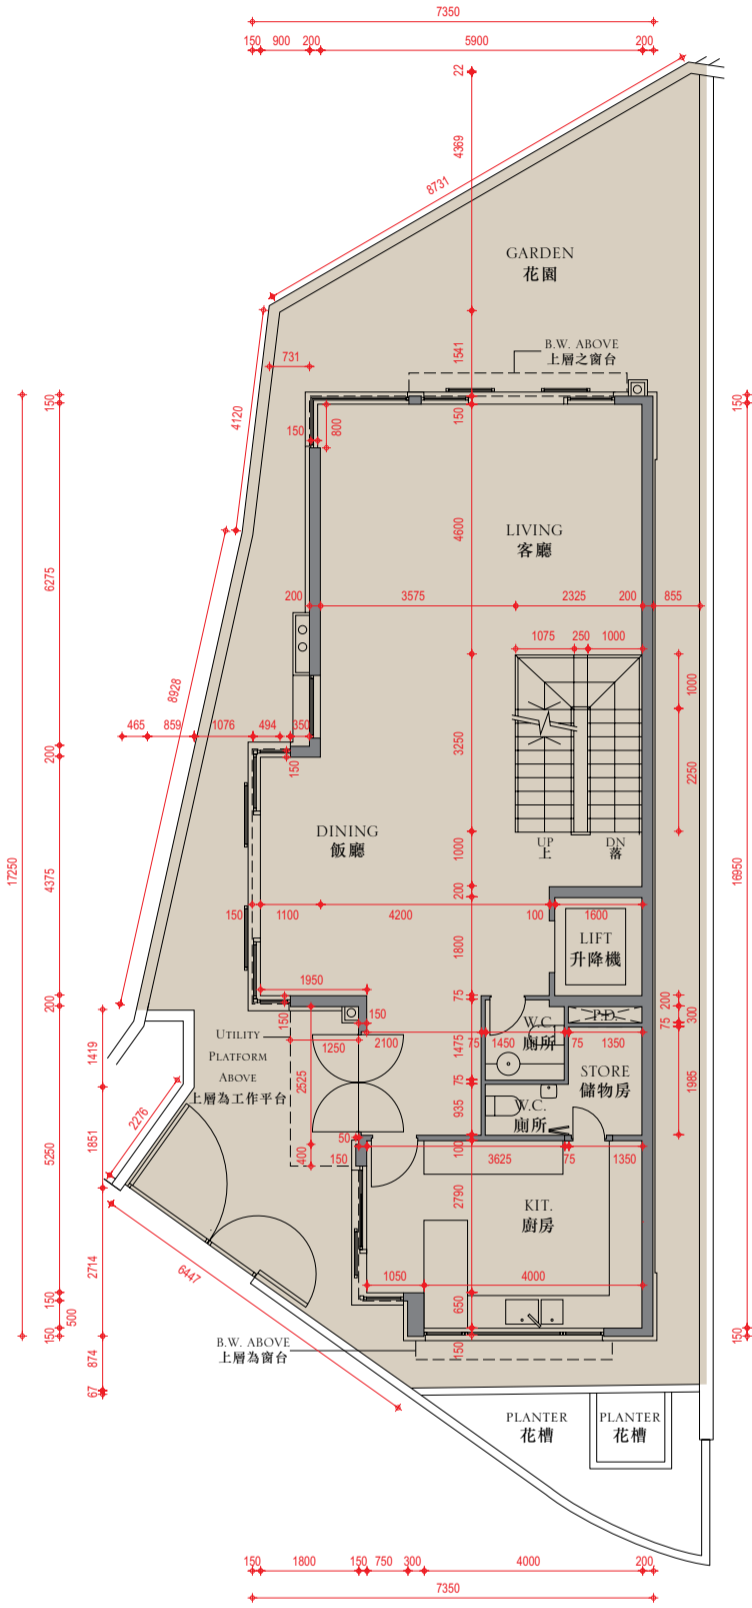 7350
150 900 200 5900 200
22
4369
8731
GARDEN
花園
B.W. ABOVE
上層之窗台
1541
731
4120
150
150
150
150
800
LIVING
客廳
4600
6275
200 3575 2325 200 855
1075 250 1000
1000
8928
465 859 1076 494 350
3250
2250
200
150
DINING
飯廳
UP
上
DN
落
1000
17250
16950
4375
200
150 1100 4200 100 1600
LIFT
升降機
1800
1950
200
75
200
300
150
150
P.D.
UTILITY
PLATFORM
ABOVE
上層為工作平台
1250 2100 75 1450 75 1350
W.C.
廁所
1475
75
STORE
儲物房
1419
2525
75
1985
935
W.C.
廁所
2276
1851
5250
50
150
400
100
3625 75 1350
2790
KIT.
廚房
6447
2714
1050 4000
150
500
150
650
150
150
B.W. ABOVE
上層為窗台
874
67
PLANTER
花槽
PLANTER
花槽
150 1800 150 750 300 4000 200
7350